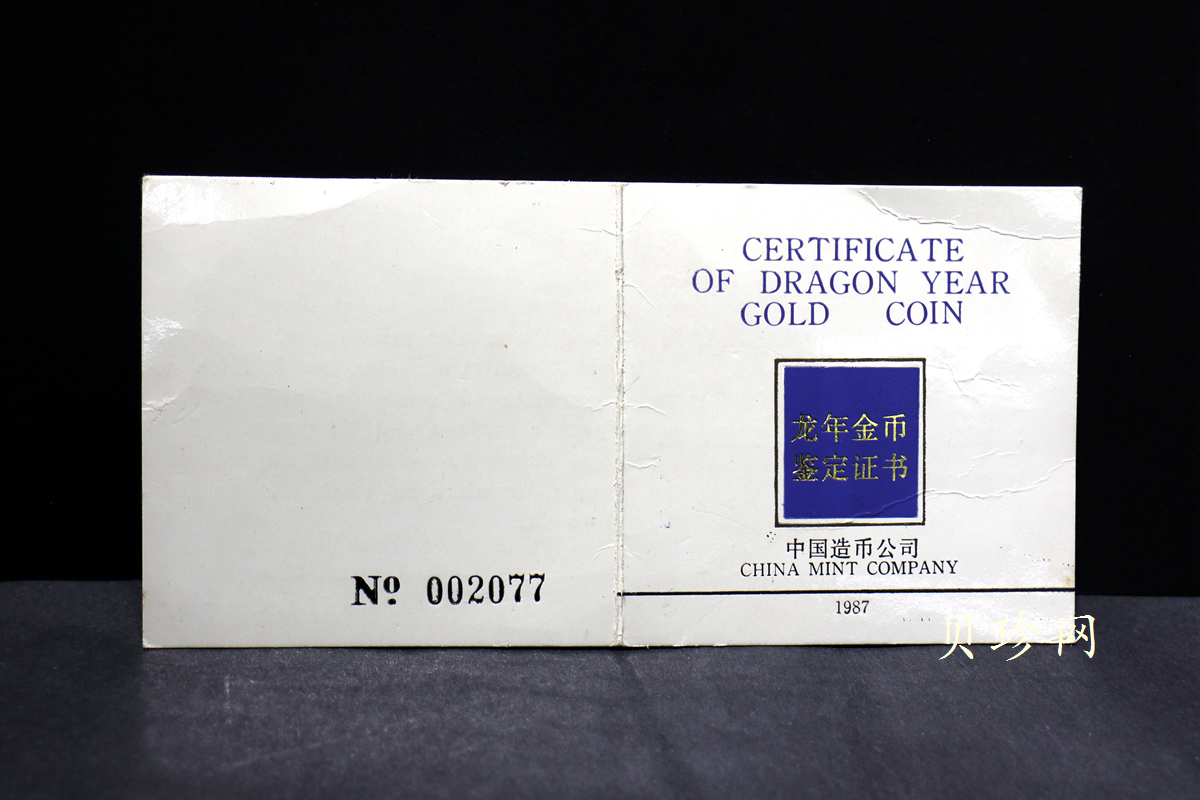 No 002077
CERTIFICATE
OF DRAGON YEAR
GOLD COIN
龙年金币
鉴定证书
中国造币公司
CHINA MINT COMPANY
1987
贝珍网